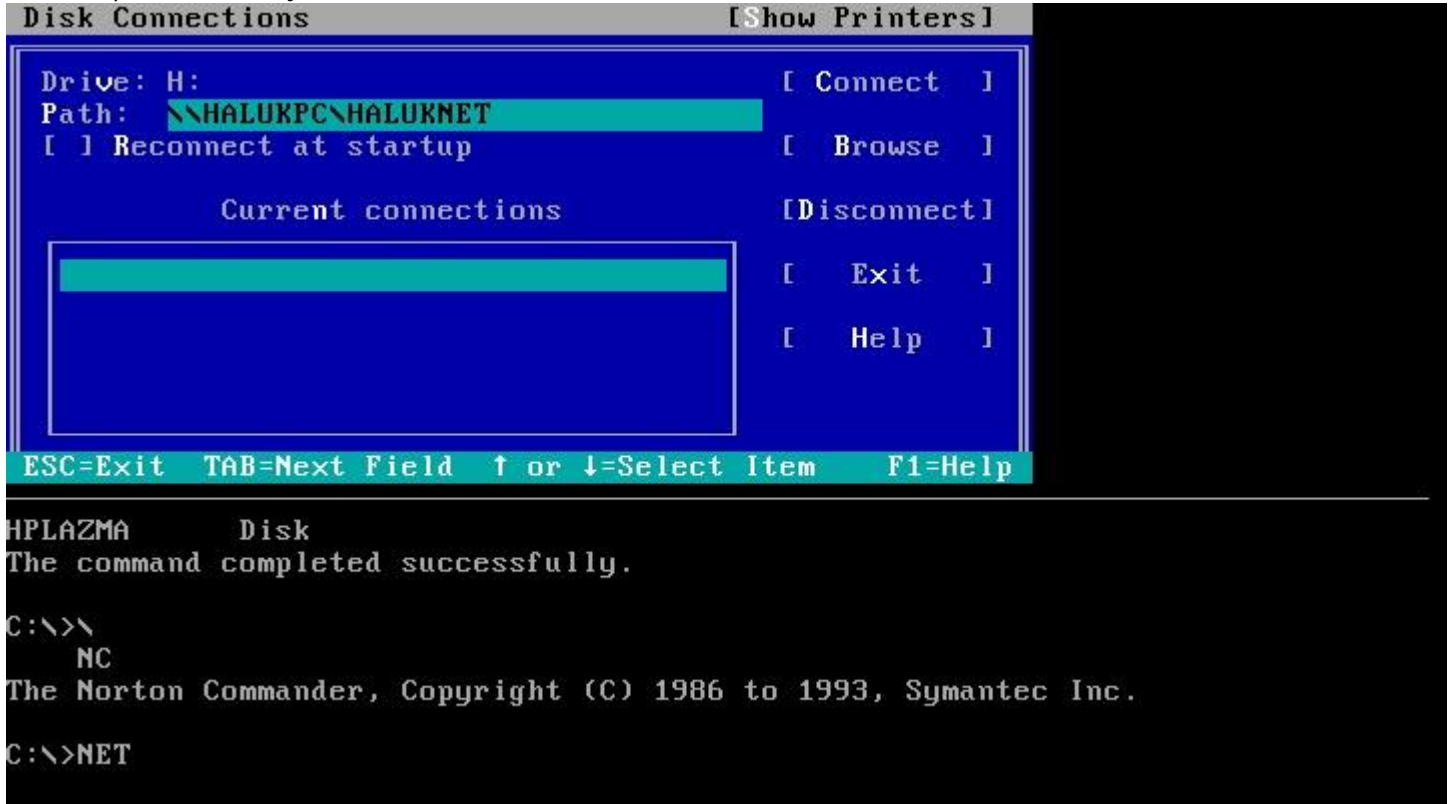 Disk Connections [Show Printers]
Drive: H: [ Connect ]
Path: \\HALUKPC\HALUKNET
[ ] Reconnect at startup [ Browse ]
Current connections [Disconnect]
[ Exit ]
[ Help ]
ESC=Exit TAB=Next Field ↑ or ↓=Select Item F1=Help
HPLAZMA Disk
The command completed successfully.
C:\>\
NC
The Norton Commander, Copyright (C) 1986 to 1993, Symantec Inc.
C:\>NET